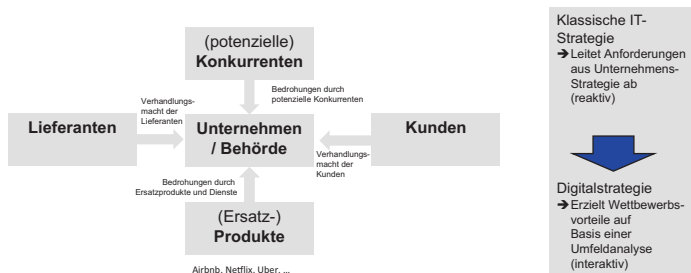 (potenzielle)
Konkurrenten
Bedrohungen durch
potenzielle Konkurrenten
Verhandlungs-
macht der
Lieferanten
Lieferanten
Unternehmen
/ Behörde
Kunden
Verhandlungs-
macht der
Kunden
Bedrohungen durch
Ersatzprodukte und Dienste
(Ersatz-)
Produkte
Airbnb, Netflix, Uber, ...
Klassische IT-
Strategie
➔Leitet Anforderungen
aus Unternehmens-
Strategie ab
(reaktiv)
Digitalstrategie
➔Erzielt Wettbewerbs-
vorteile auf
Basis einer
Umfeldanalyse
(interaktiv)